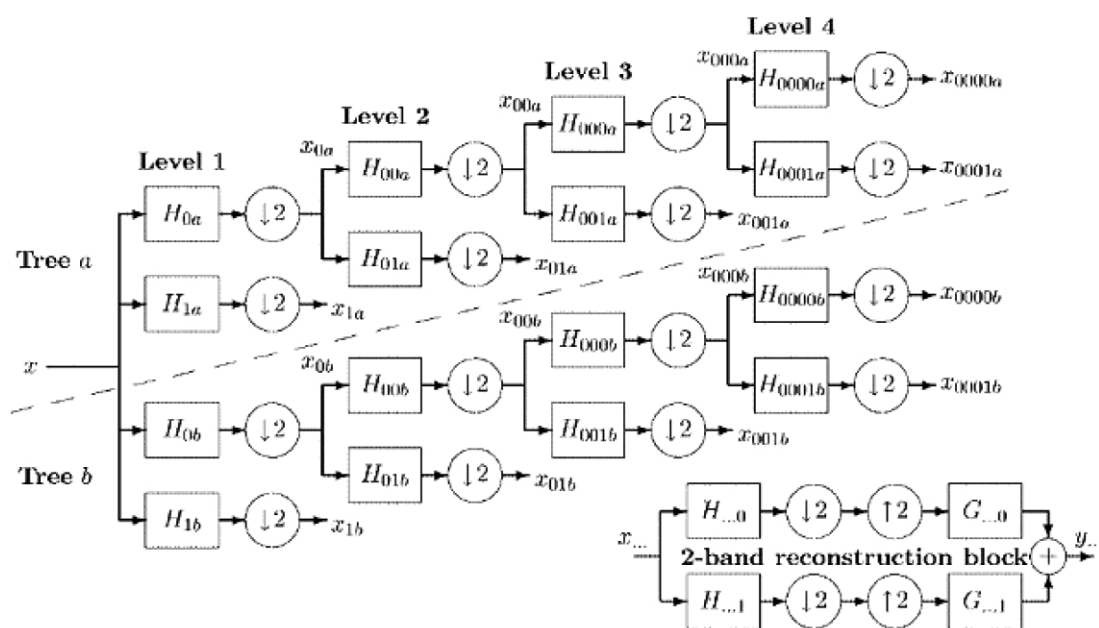 Level 4
x_{000a} H_{0000a} ↓2 x_{0000a}
Level 3
x_{00a} H_{000a} ↓2
Level 2
H_{0001a} ↓2 x_{0001a}
x_{0a} H_{00a} ↓2
Level 1
H_{0a} ↓2
H_{001a} ↓2 x_{001a}
Tree a
H_{01a} ↓2 x_{01a}
H_{1a} ↓2 x_{1a}
x_{000b} H_{0000b} ↓2 x_{0000b}
x_{00b} H_{000b} ↓2
x
x_{0b} H_{00b} ↓2
H_{0001b} ↓2 x_{0001b}
H_{0b} ↓2
H_{001b} ↓2 x_{001b}
Tree b
H_{01b} ↓2 x_{01b}
H_{1b} ↓2 x_{1b}
H_{...0} ↓2 ↑2 G_{...0}
x_{...} 2-band reconstruction block + y_{...}
H_{...1} ↓2 ↑2 G_{...1}